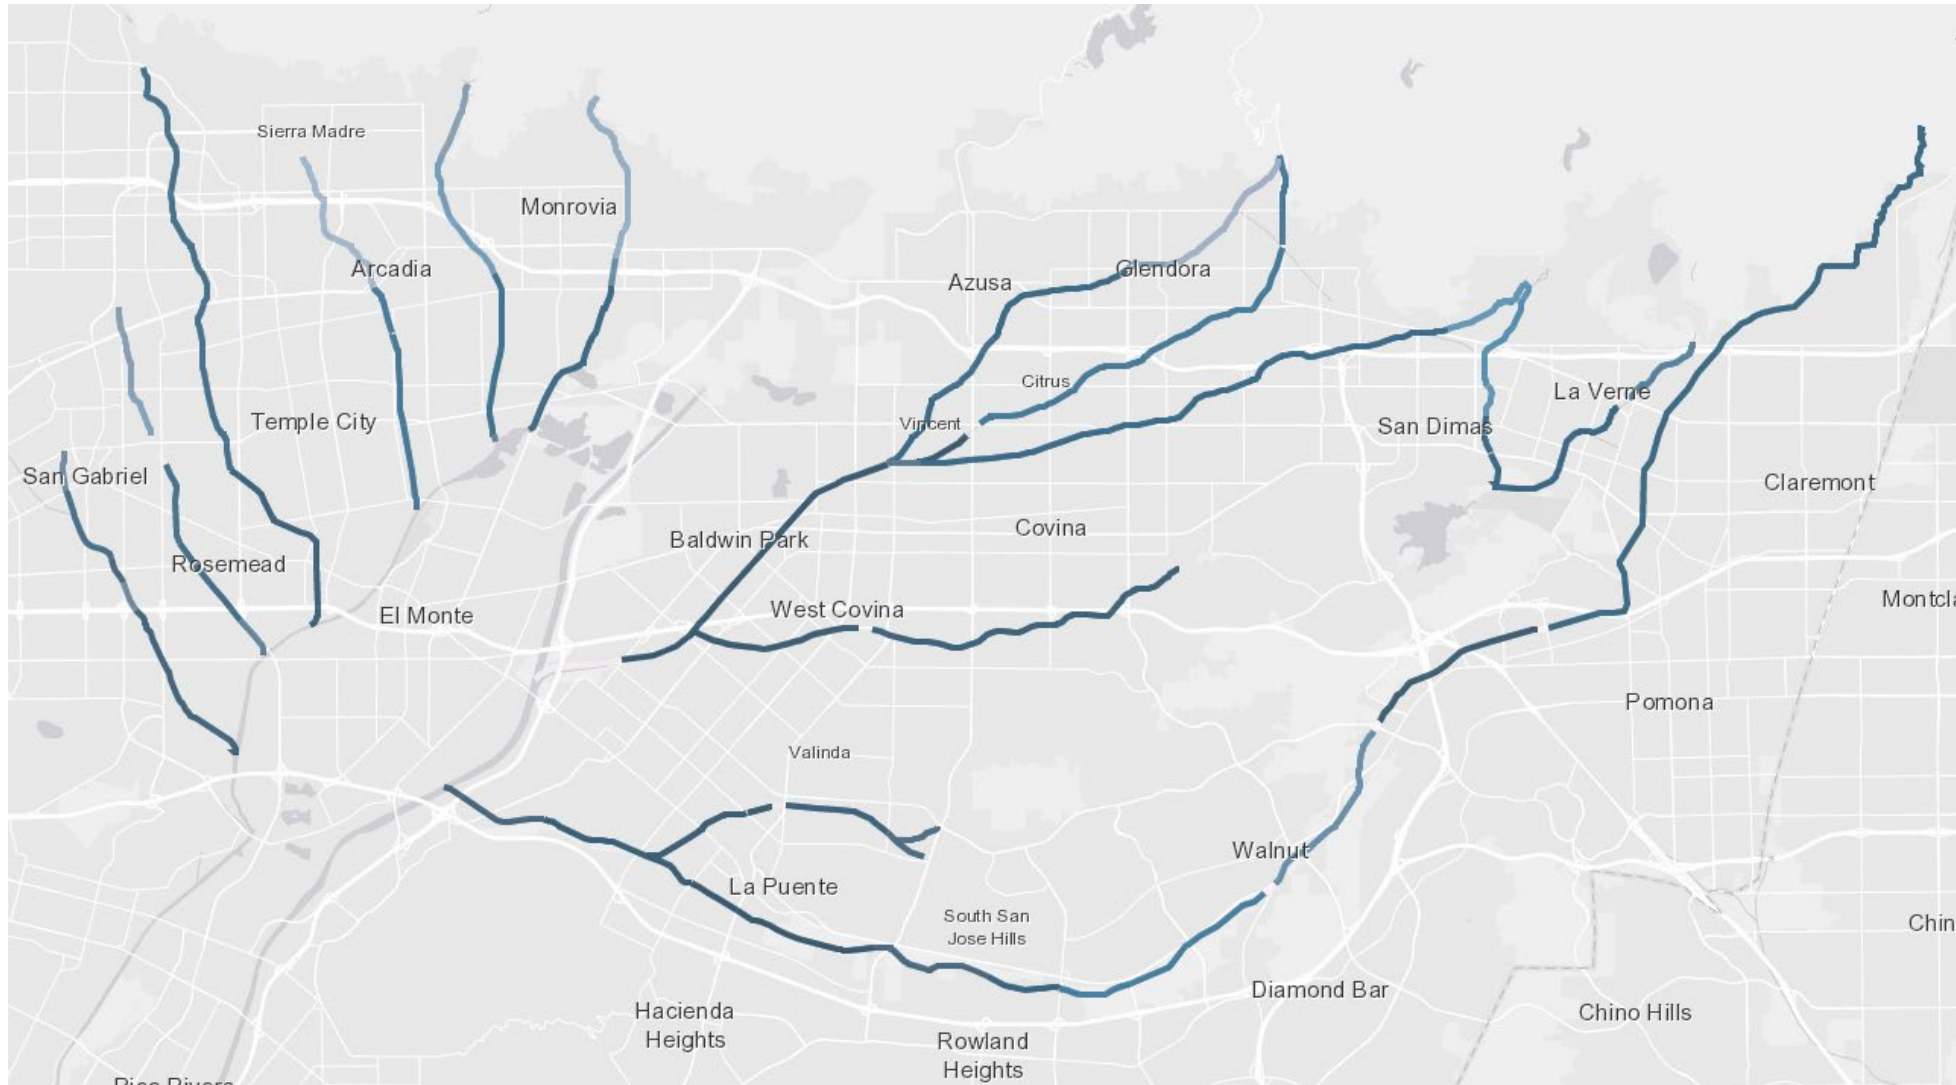 Sierra Madre
Monrovia
Arcadia
Azusa
Glendora
Citrus
La Verne
Temple City
Vincent
San Dimas
San Gabriel
Claremont
Covina
Baldwin Park
Rosemead
Montcla
El Monte
West Covina
Pomona
Valinda
Walnut
La Puente
South San
Jose Hills
Chin
Diamond Bar
Hacienda
Heights
Chino Hills
Rowland
Heights